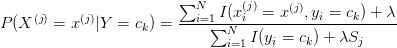 P(X^{(j)} = x^{(j)}|Y = c_k) = \frac{\sum_{i=1}^{N} I(x_i^{(j)} = x^{(j)}, y_i = c_k) + \lambda}{\sum_{i=1}^{N} I(y_i = c_k) + \lambda S_j}